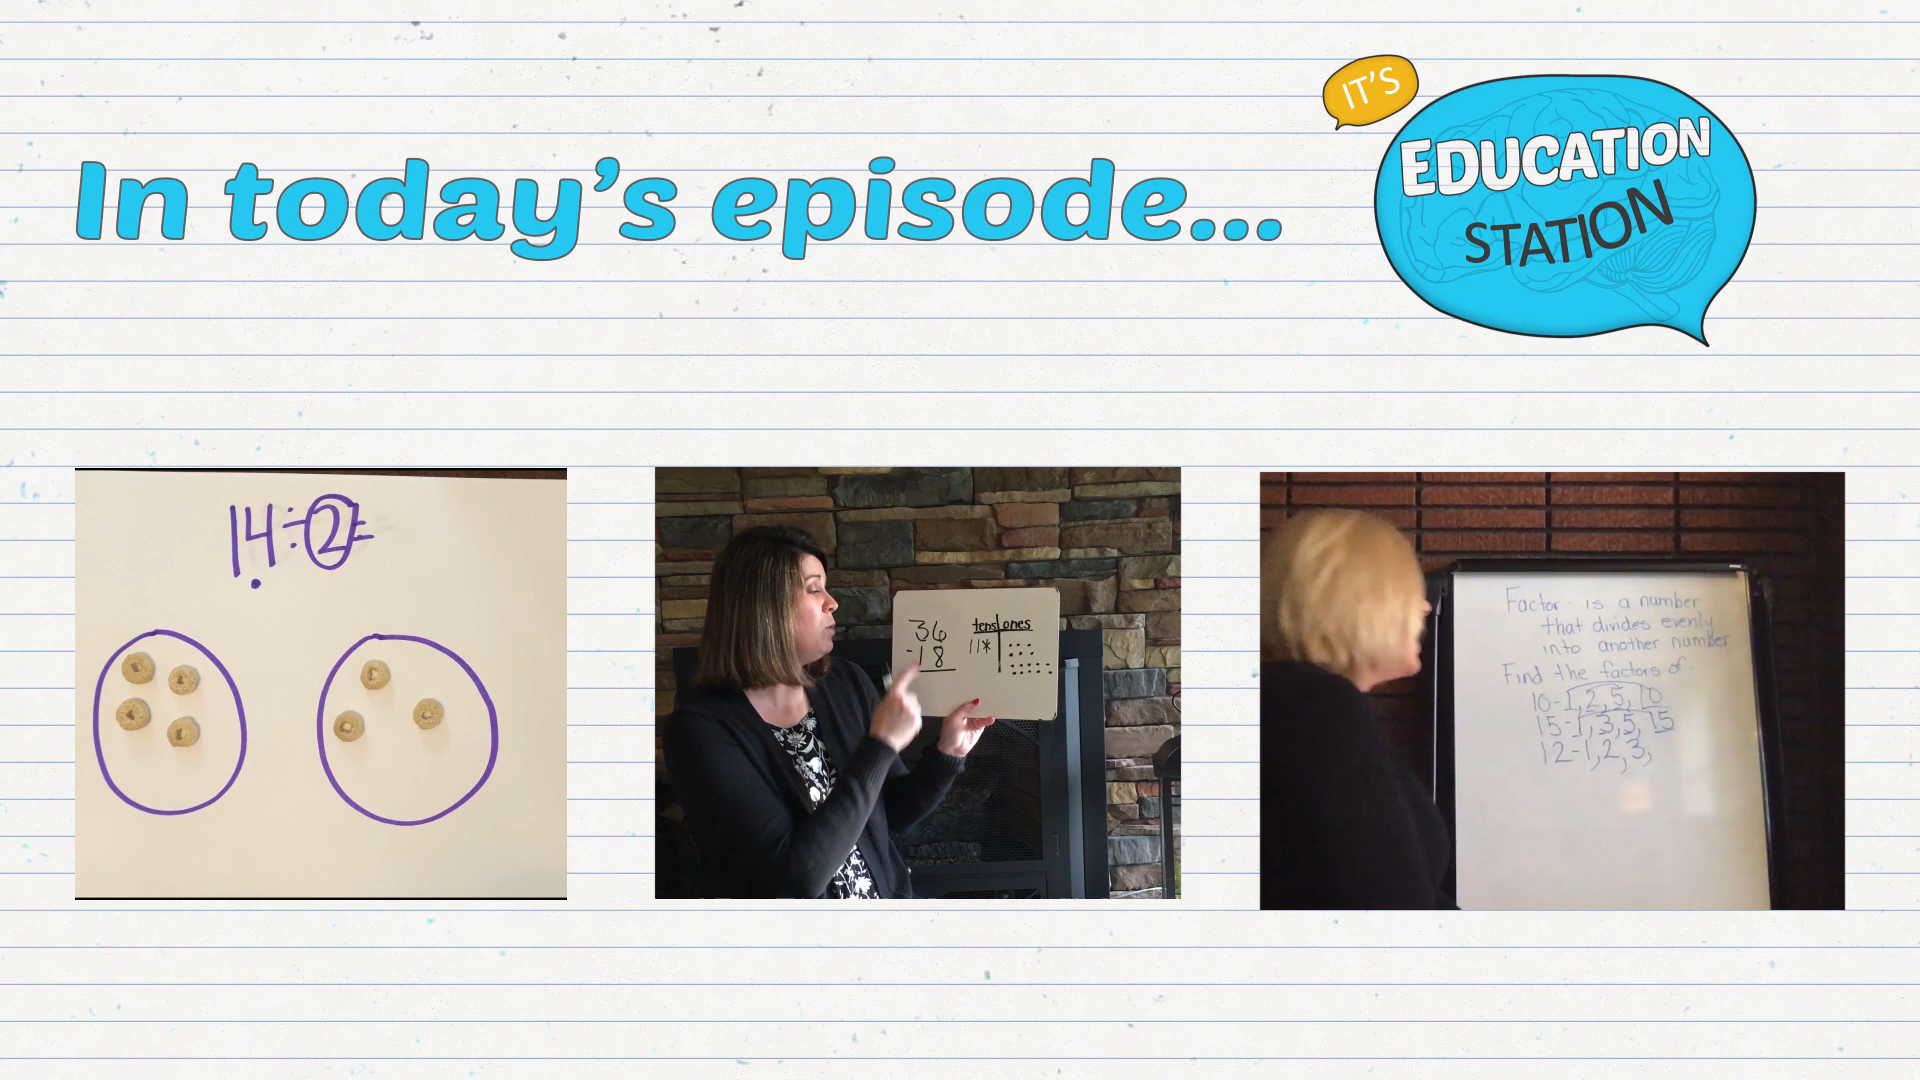 IT'S
EDUCATION
STATION
In today's episode...
14÷2=
36
-18
tens ones
Factor - is a number
that divides evenly
into another number
Find the factors of
10-1, 2, 5, 10
15-1, 3, 5, 15
12-1, 2, 3,